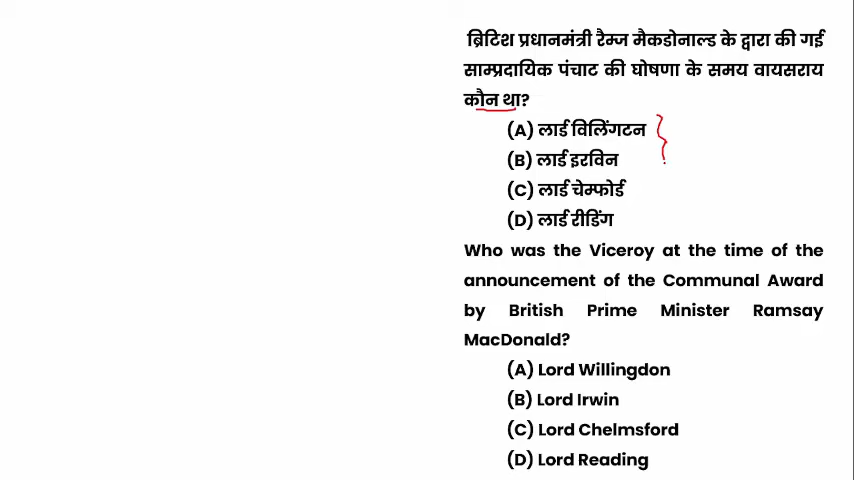 ब्रिटिश प्रधानमंत्री रैम्ज मैकडोनाल्ड के द्वारा की गई
साम्प्रदायिक पंचाट की घोषणा के समय वायसराय
कौन था?
(A) लार्ड विलिंगटन
(B) लार्ड इरविन
(C) लार्ड चेम्फोर्ड
(D) लार्ड रीडिंग
Who was the Viceroy at the time of the
announcement of the Communal Award
by British Prime Minister Ramsay
MacDonald?
(A) Lord Willingdon
(B) Lord Irwin
(C) Lord Chelmsford
(D) Lord Reading